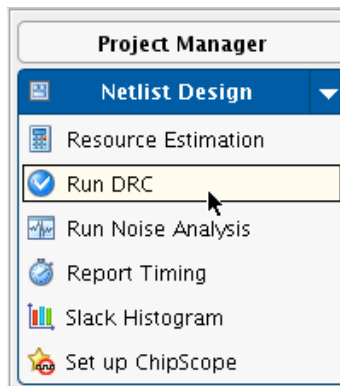 Project Manager
Netlist Design
Resource Estimation
Run DRC
Run Noise Analysis
Report Timing
Slack Histogram
Set up ChipScope